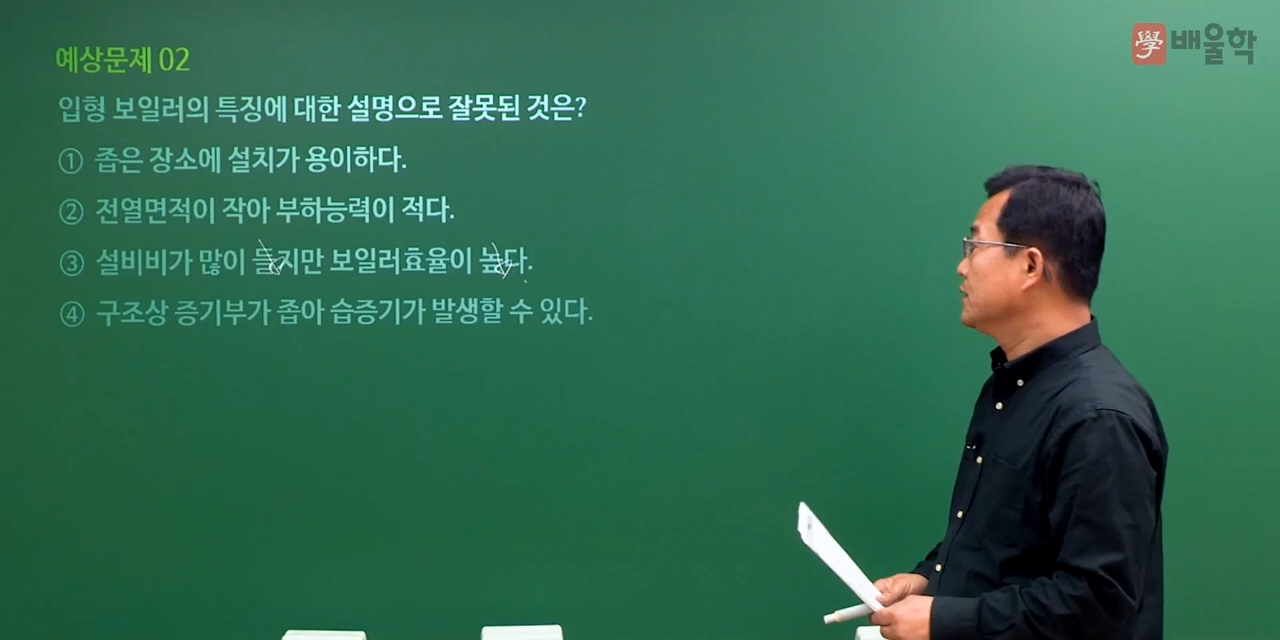 學 배울학
예상문제 02
입형 보일러의 특징에 대한 설명으로 잘못된 것은?
① 좁은 장소에 설치가 용이하다.
② 전열면적이 작아 부하능력이 적다.
③ 설비비가 많이 들지만 보일러효율이 높다.
④ 구조상 증기부가 좁아 습증기가 발생할 수 있다.